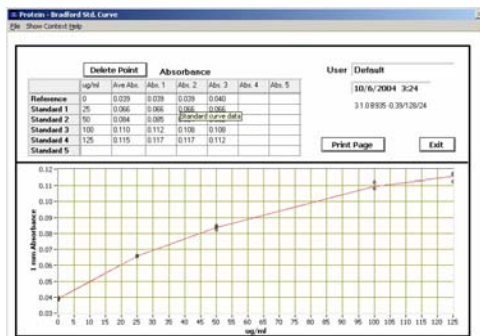 Protein - Bradford Std. Curve
File Show Context Help
Delete Point Absorbance User Default
ug/ml Ave Abs. Abs. 1 Abs. 2 Abs. 3 Abs. 4 Abs. 5
10/6/2004 3:24
Reference 0 0.039 0.039 0.039 0.040
Standard 1 25 0.066 0.066 0.066 0.066
Standard curve data
Standard 2 50 0.084 0.085
Standard 3 100 0.110 0.112 0.108 0.108
Standard 4 125 0.115 0.117 0.117 0.112
Standard 5
Print Page Exit
0.12
0.11
0.10
0.09
0.08
0.07
0.06
0.05
0.04
0.03
1 mm Absorbance
0 5 10 15 20 25 30 35 40 45 50 55 60 65 70 75 80 85 90 95 100 105 110 115 120 125
ug/ml